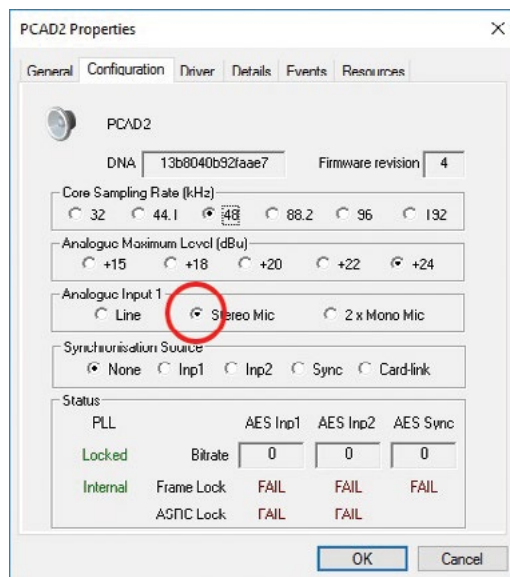 PCAD2 Properties
General Configuration Driver Details Events Resources
PCAD2
DNA 13b8040b92faae7 Firmware revision 4
Core Sampling Rate (kHz)
32 44.1 48 88.2 96 192
Analogue Maximum Level (dBu)
+15 +18 +20 +22 +24
Analogue Input 1
Line Stereo Mic 2 x Mono Mic
Synchronisation Source
None Inp1 Inp2 Sync Card-link
Status
PLL AES Inp1 AES Inp2 AES Sync
Locked Bitrate 0 0 0
Internal Frame Lock FAIL FAIL FAIL
ASRC Lock FAIL FAIL
OK Cancel